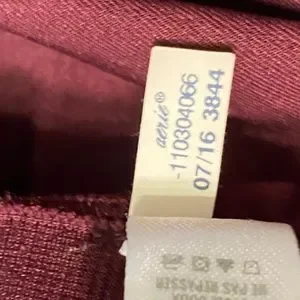 aerie®
-110304066
07/16 3844
NE PAS REPASSER